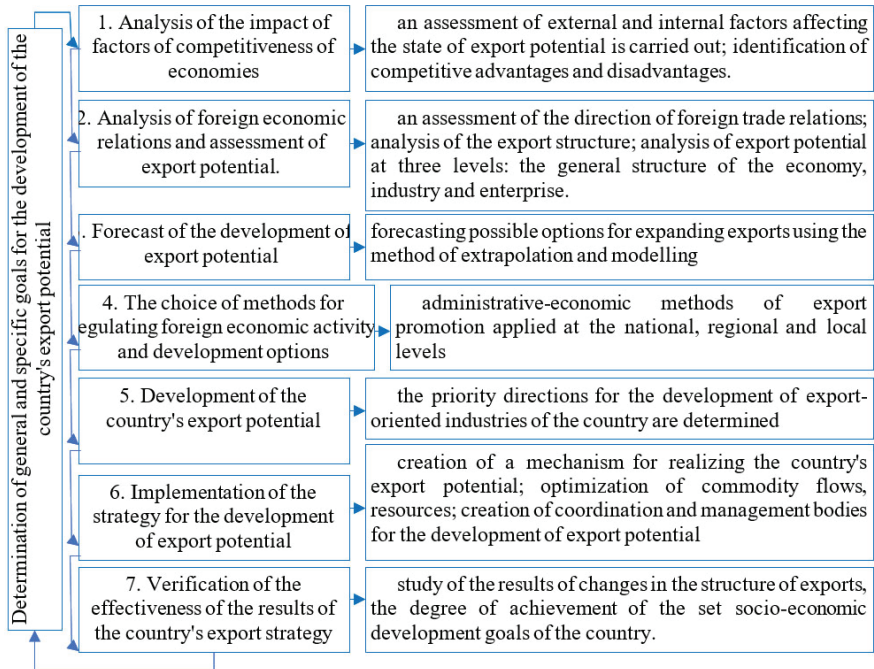 Determination of general and specific goals for the development of the
country's export potential
1. Analysis of the impact of
factors of competitiveness of
economies
an assessment of external and internal factors affecting
the state of export potential is carried out; identification of
competitive advantages and disadvantages.
2. Analysis of foreign economic
relations and assessment of
export potential.
an assessment of the direction of foreign trade relations;
analysis of the export structure; analysis of export potential
at three levels: the general structure of the economy,
industry and enterprise.
. Forecast of the development of
export potential
forecasting possible options for expanding exports using the
method of extrapolation and modelling
4. The choice of methods for
egulating foreign economic activity
and development options
administrative-economic methods of export
promotion applied at the national, regional and local
levels
5. Development of the
country's export potential
the priority directions for the development of export-
oriented industries of the country are determined
6. Implementation of the
strategy for the development
of export potential
creation of a mechanism for realizing the country's
export potential; optimization of commodity flows,
resources; creation of coordination and management bodies
for the development of export potential
7. Verification of the
effectiveness of the results of
the country's export strategy
study of the results of changes in the structure of exports,
the degree of achievement of the set socio-economic
development goals of the country.